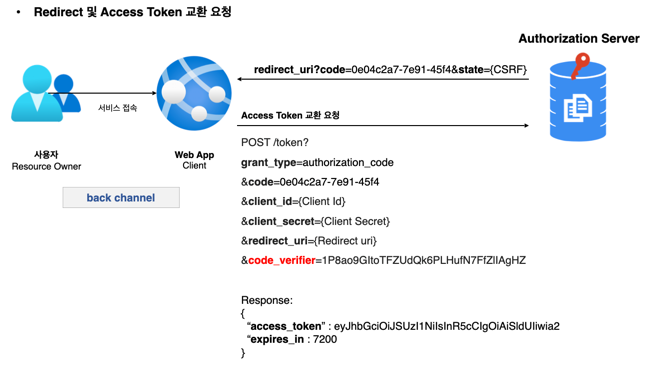 • Redirect 및 Access Token 교환 요청
Authorization Server
redirect_uri?code=0e04c2a7-7e91-45f4&state={CSRF}
서비스 접속
Access Token 교환 요청
사용자
Resource Owner
Web App
Client
back channel
POST /token?
grant_type=authorization_code
&code=0e04c2a7-7e91-45f4
&client_id={Client Id}
&client_secret={Client Secret}
&redirect_uri={Redirect uri}
&code_verifier=1P8ao9GItoTFZUdQk6PLHufN7FfZlIAgHZ
Response:
{
“access_token” : eyJhbGciOiJSUzI1NiIsInR5cCIgOiAiSldUIiwia2
“expires_in : 7200
}